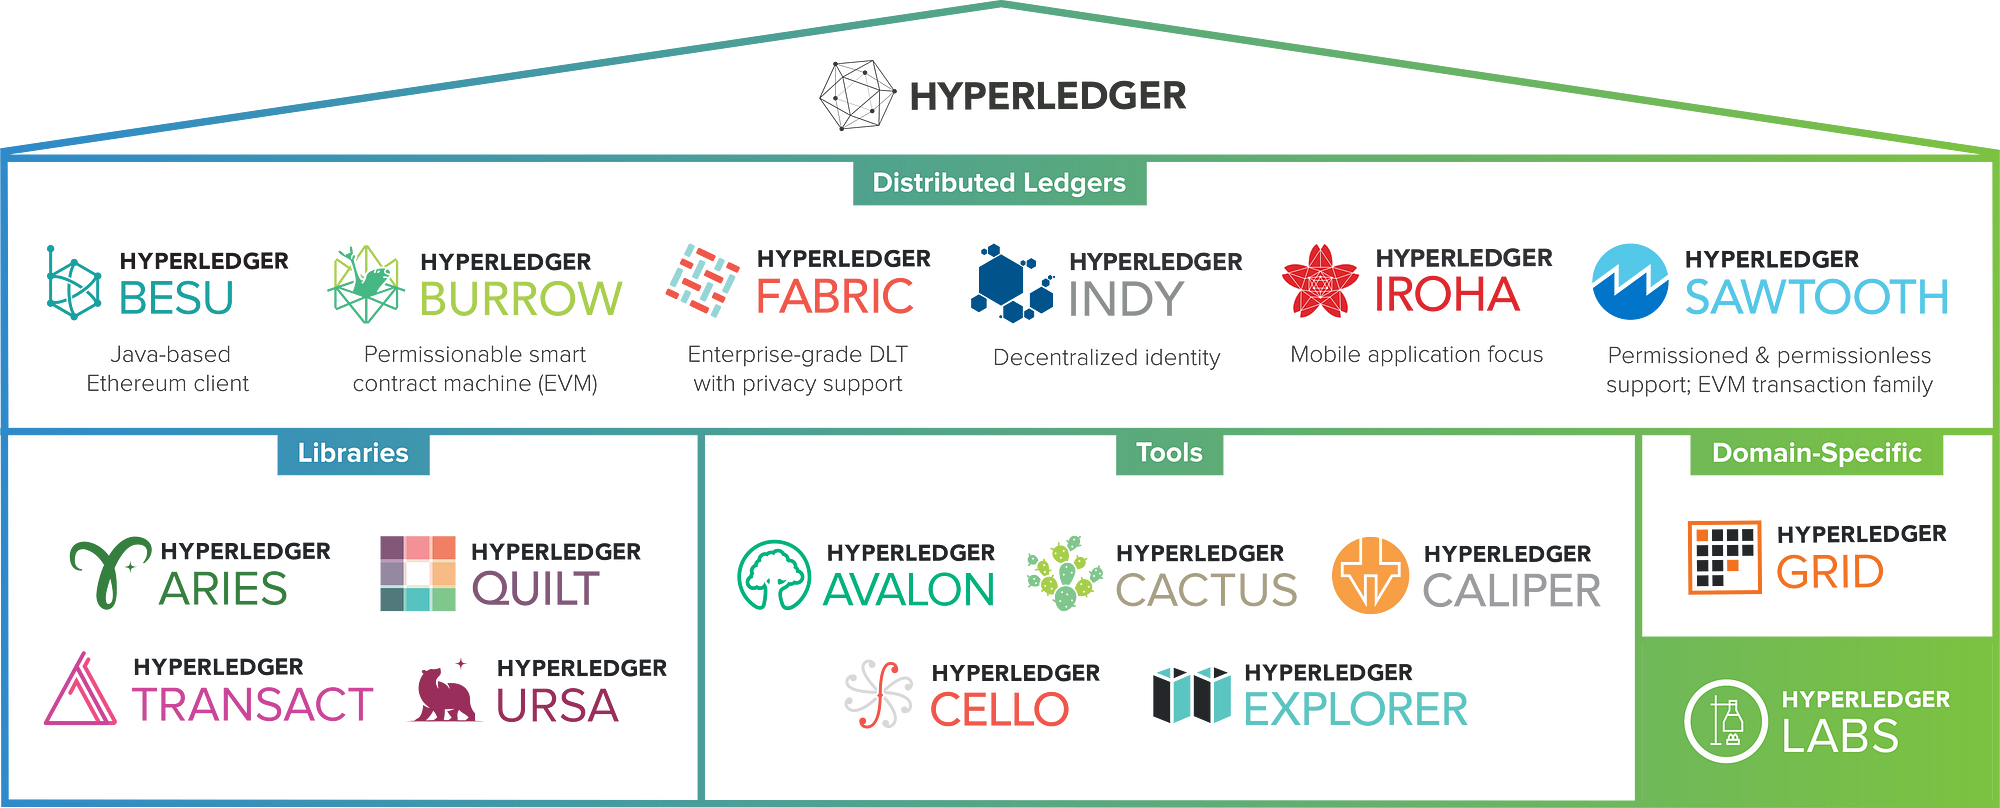 HYPERLEDGER
Distributed Ledgers
HYPERLEDGER
BESU
Java-based
Ethereum client
HYPERLEDGER
BURROW
Permissionable smart
contract machine (EVM)
HYPERLEDGER
FABRIC
Enterprise-grade DLT
with privacy support
HYPERLEDGER
INDY
Decentralized identity
HYPERLEDGER
IROHA
Mobile application focus
HYPERLEDGER
SAWTOOTH
Permissioned & permissionless
support; EVM transaction family
Libraries
HYPERLEDGER
ARIES
HYPERLEDGER
QUILT
HYPERLEDGER
TRANSACT
HYPERLEDGER
URSA
Tools
HYPERLEDGER
AVALON
HYPERLEDGER
CACTUS
HYPERLEDGER
CALIPER
HYPERLEDGER
CELLO
HYPERLEDGER
EXPLORER
Domain-Specific
HYPERLEDGER
GRID
HYPERLEDGER
LABS